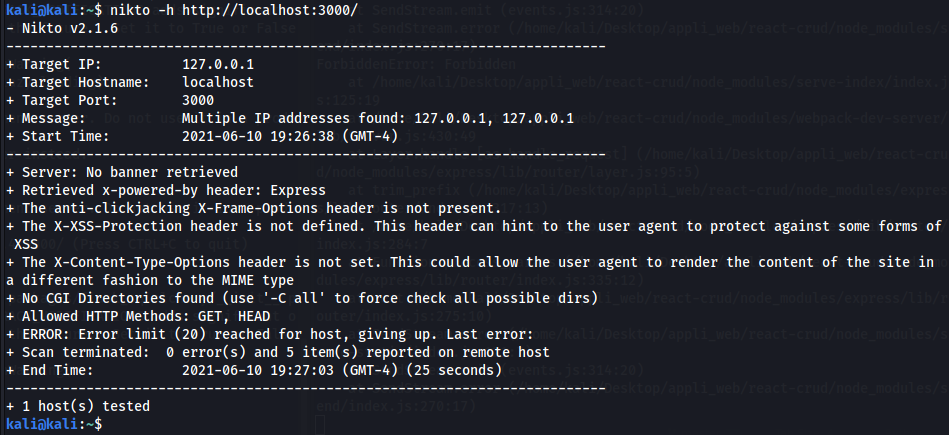 kali@kali:~$ nikto -h http://localhost:3000/
- Nikto v2.1.6
---------------------------------------------------------------------------
+ Target IP:          127.0.0.1
+ Target Hostname:    localhost
+ Target Port:        3000
+ Message:            Multiple IP addresses found: 127.0.0.1, 127.0.0.1
+ Start Time:         2021-06-10 19:26:38 (GMT-4)
---------------------------------------------------------------------------
+ Server: No banner retrieved
+ Retrieved x-powered-by header: Express
+ The anti-clickjacking X-Frame-Options header is not present.
+ The X-XSS-Protection header is not defined. This header can hint to the user agent to protect against some forms of
 XSS
+ The X-Content-Type-Options header is not set. This could allow the user agent to render the content of the site in
a different fashion to the MIME type
+ No CGI Directories found (use '-C all' to force check all possible dirs)
+ Allowed HTTP Methods: GET, HEAD
+ ERROR: Error limit (20) reached for host, giving up. Last error:
+ Scan terminated:  0 error(s) and 5 item(s) reported on remote host
+ End Time:           2021-06-10 19:27:03 (GMT-4) (25 seconds)
---------------------------------------------------------------------------
+ 1 host(s) tested
kali@kali:~$